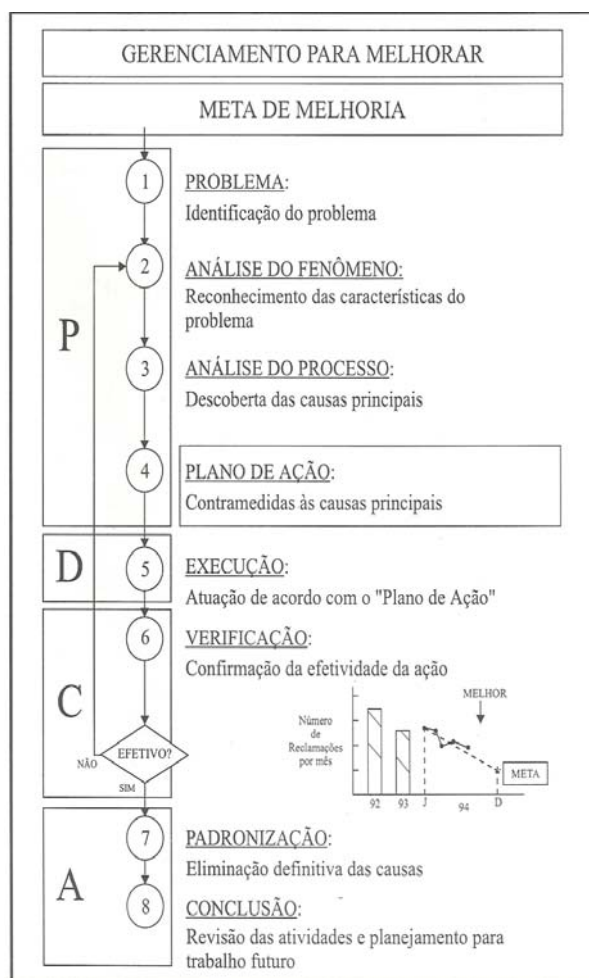 GERENCIAMENTO PARA MELHORAR
META DE MELHORIA
P
1
PROBLEMA:
Identificação do problema
2
ANÁLISE DO FENÔMENO:
Reconhecimento das características do
problema
3
ANÁLISE DO PROCESSO:
Descoberta das causas principais
4
PLANO DE AÇÃO:
Contramedidas às causas principais
D
5
EXECUÇÃO:
Atuação de acordo com o "Plano de Ação"
C
6
VERIFICAÇÃO:
Confirmação da efetividade da ação
EFETIVO?
NÃO
SIM
MELHOR
Número
de
Reclamações
por mês
META
92 93 J 94 D
A
7
PADRONIZAÇÃO:
Eliminação definitiva das causas
8
CONCLUSÃO:
Revisão das atividades e planejamento para
trabalho futuro